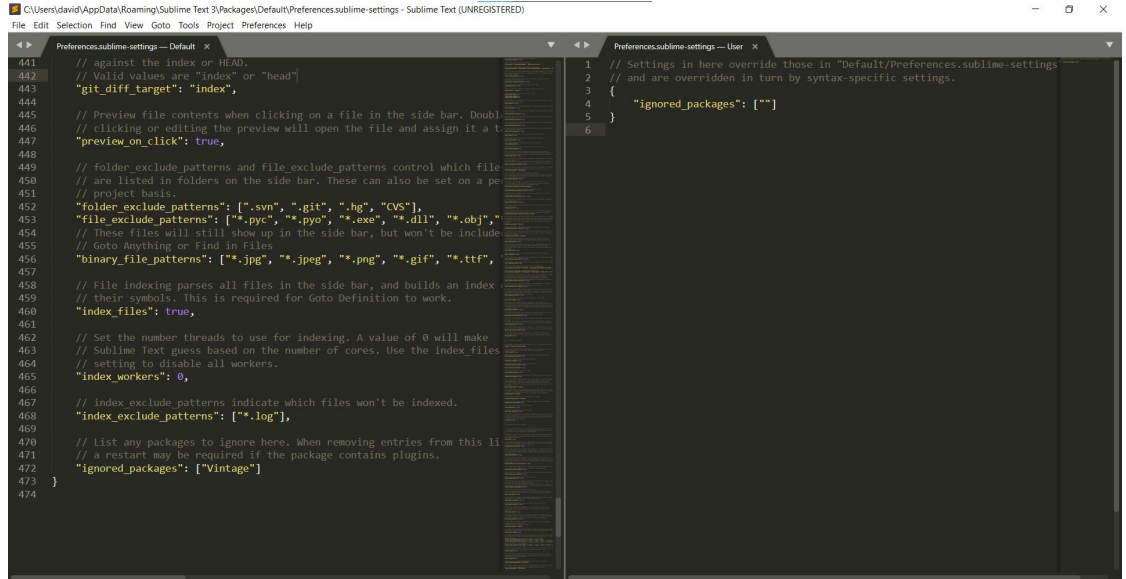 C:\Users\david\AppData\Roaming\Sublime Text 3\Packages\Default\Preferences.sublime-settings - Sublime Text (UNREGISTERED)
File Edit Selection Find View Goto Tools Project Preferences Help
Preferences.sublime-settings — Default ×
441 // against the index or HEAD.
442 // Valid values are "index" or "head"
443 "git_diff_target": "index",
444
445 // Preview file contents when clicking on a file in the side bar. Doubl
446 // clicking or editing the preview will open the file and assign it a t
447 "preview_on_click": true,
448
449 // folder_exclude_patterns and file_exclude_patterns control which file
450 // are listed in folders on the side bar. These can also be set on a pe
451 // project basis.
452 "folder_exclude_patterns": [".svn", ".git", ".hg", "CVS"],
453 "file_exclude_patterns": ["*.pyc", "*.pyo", "*.exe", "*.dll", "*.obj","
454 // These files will still show up in the side bar, but won't be include
455 // Goto Anything or Find in Files
456 "binary_file_patterns": ["*.jpg", "*.jpeg", "*.png", "*.gif", "*.ttf", "
457
458 // File indexing parses all files in the side bar, and builds an index
459 // their symbols. This is required for Goto Definition to work.
460 "index_files": true,
461
462 // Set the number threads to use for indexing. A value of 0 will make
463 // Sublime Text guess based on the number of cores. Use the index_files
464 // setting to disable all workers.
465 "index_workers": 0,
466
467 // index_exclude_patterns indicate which files won't be indexed.
468 "index_exclude_patterns": ["*.log"],
469
470 // List any packages to ignore here. When removing entries from this li
471 // a restart may be required if the package contains plugins.
472 "ignored_packages": ["Vintage"]
473 }
474
Preferences.sublime-settings — User ×
1 // Settings in here override those in "Default/Preferences.sublime-settings
2 // and are overridden in turn by syntax-specific settings.
3 {
4 "ignored_packages": [""]
5 }
6